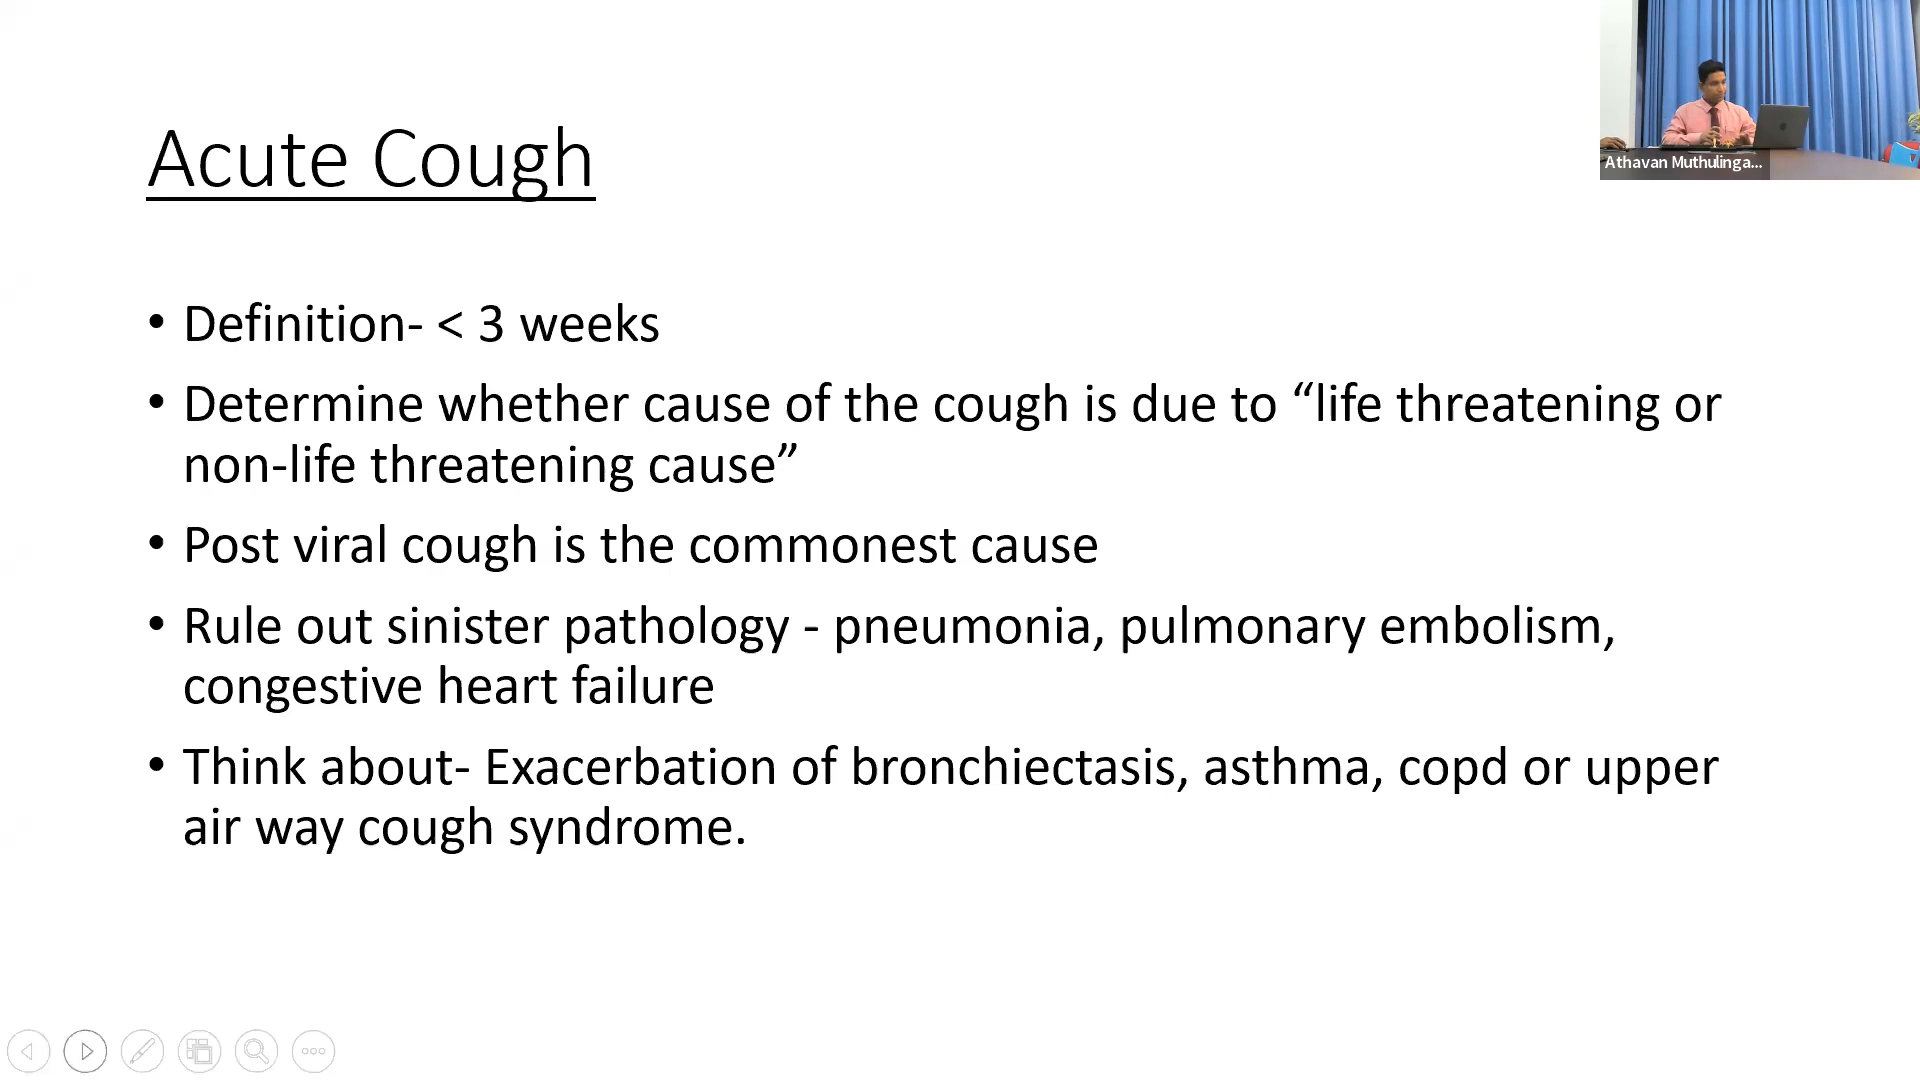 Athavan Muthulinga...
Acute Cough
• Definition- < 3 weeks
• Determine whether cause of the cough is due to “life threatening or
non-life threatening cause”
• Post viral cough is the commonest cause
• Rule out sinister pathology - pneumonia, pulmonary embolism,
congestive heart failure
• Think about- Exacerbation of bronchiectasis, asthma, copd or upper
air way cough syndrome.